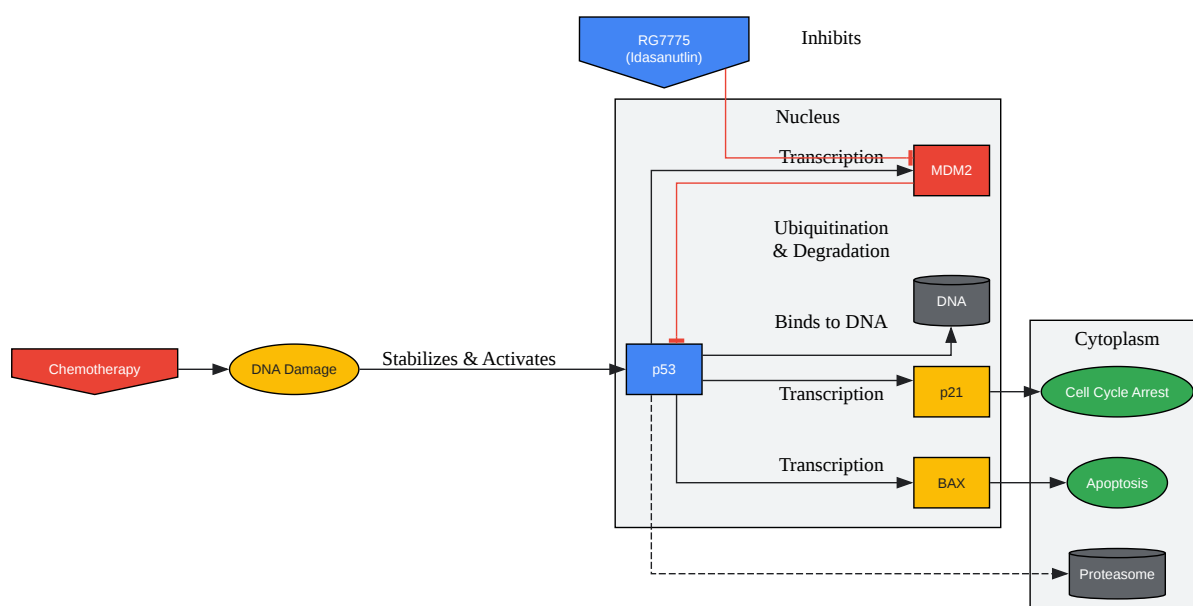 RG7775
(Idasanutlin)
Inhibits
Nucleus
Transcription
MDM2
Ubiquitination
& Degradation
DNA
Binds to DNA
Cytoplasm
Chemotherapy
DNA Damage
Stabilizes & Activates
p53
Transcription
p21
Cell Cycle Arrest
Transcription
BAX
Apoptosis
Proteasome